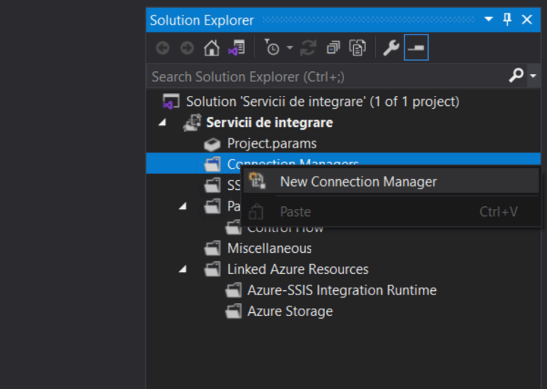 Solution Explorer
Search Solution Explorer (Ctrl+;)
Solution 'Servicii de integrare' (1 of 1 project)
Servicii de integrare
Project.params
Connection Managers
SS
New Connection Manager
Pa
Paste Ctrl+V
Control Flow
Miscellaneous
Linked Azure Resources
Azure-SSIS Integration Runtime
Azure Storage